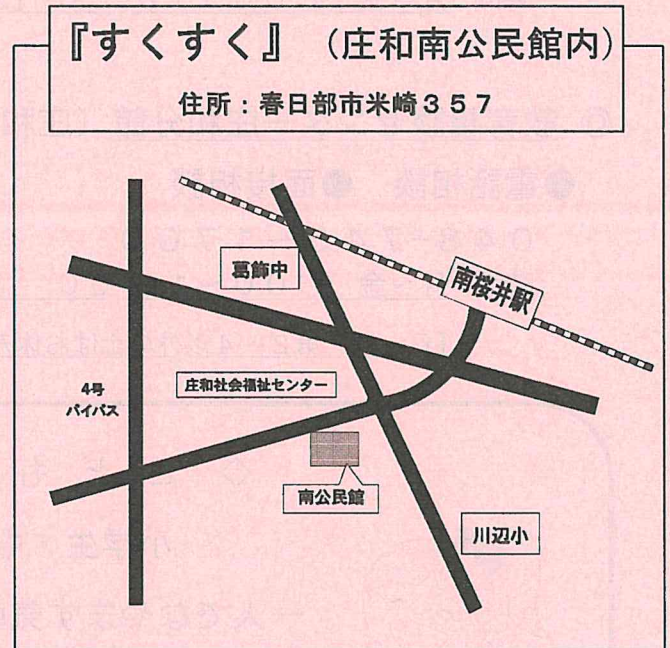 『すくすく』（庄和南公民館内）
住所：春日部市米崎３５７
葛飾中
南桜井駅
4号
バイパス
庄和社会福祉センター
南公民館
川辺小